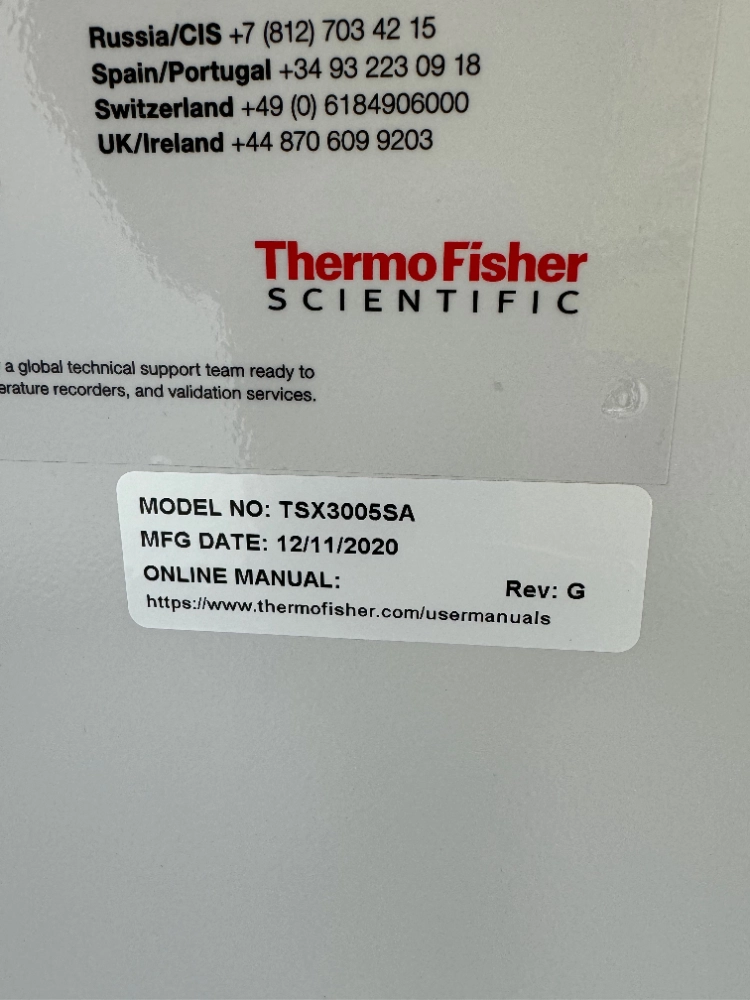 Russia/CIS +7 (812) 703 42 15
Spain/Portugal +34 93 223 09 18
Switzerland +49 (0) 6184906000
UK/Ireland +44 870 609 9203
ThermoFisher
SCIENTIFIC
a global technical support team ready to
erature recorders, and validation services.
MODEL NO: TSX3005SA
MFG DATE: 12/11/2020
ONLINE MANUAL:
Rev: G
https://www.thermofisher.com/usermanuals